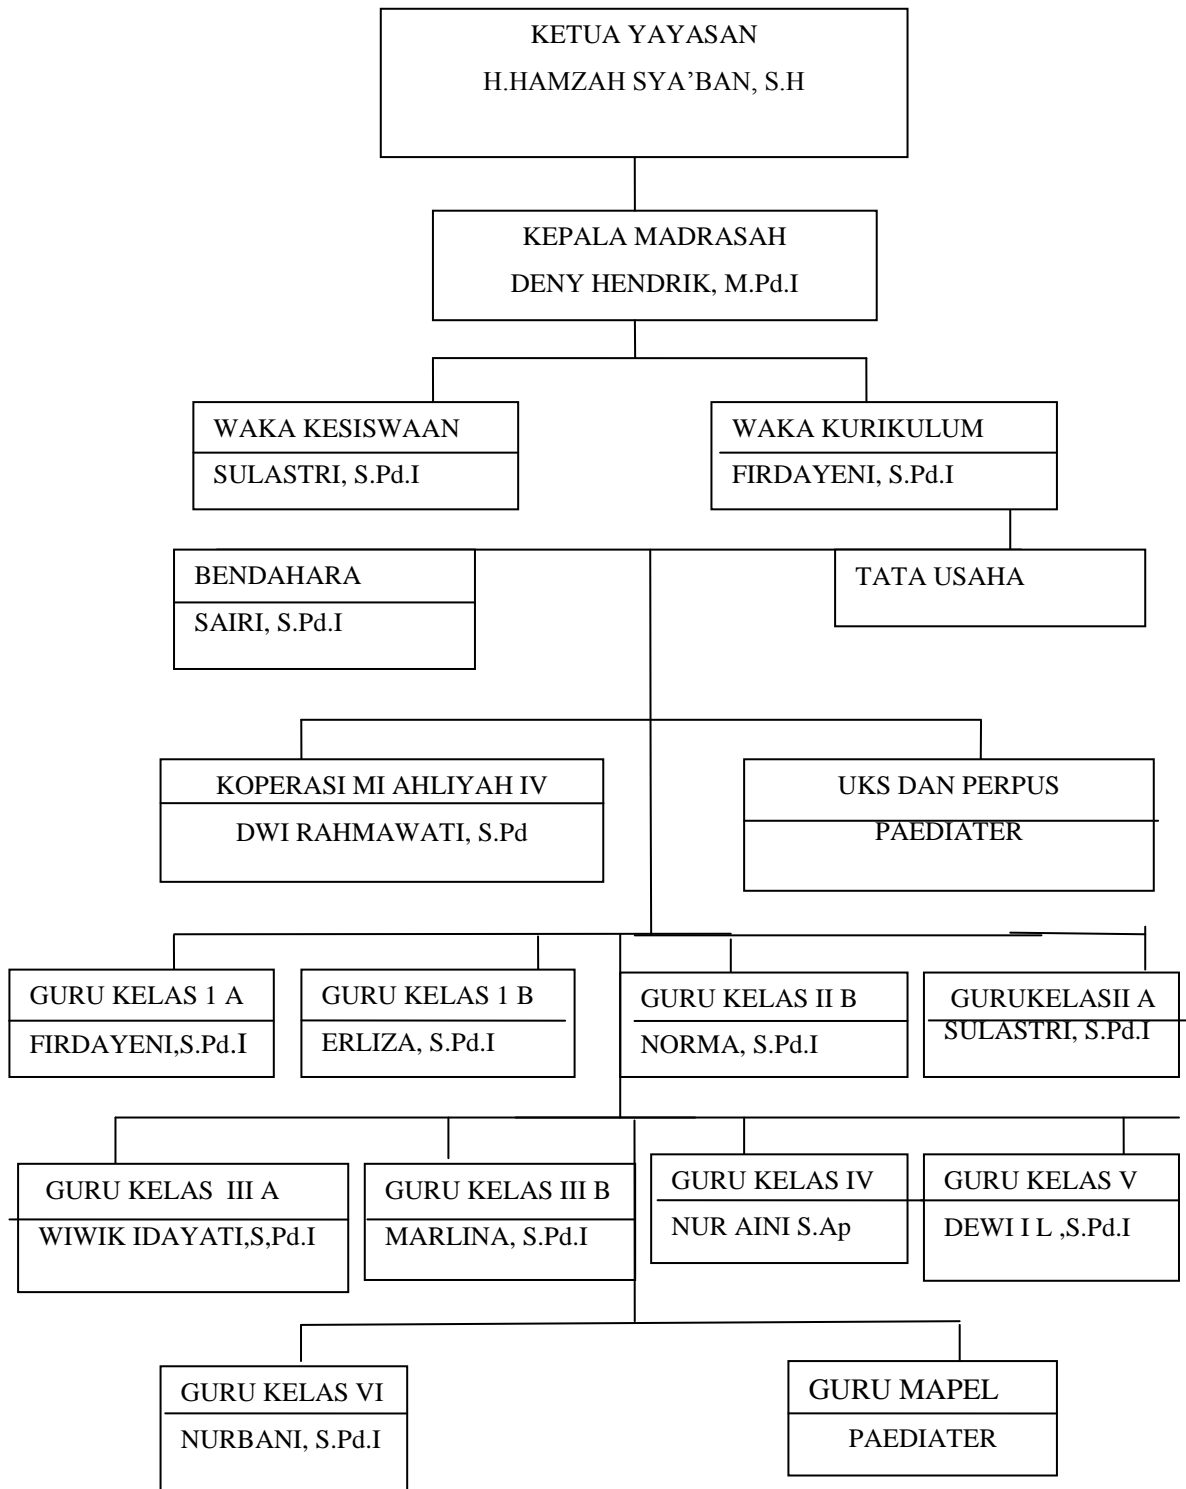 KETUA YAYASAN
H.HAMZAH SYA’BAN, S.H
KEPALA MADRASAH
DENY HENDRIK, M.Pd.I
WAKA KESISWAAN
SULASTRI, S.Pd.I
WAKA KURIKULUM
FIRDAYENI, S.Pd.I
BENDAHARA
SAIRI, S.Pd.I
TATA USAHA
KOPERASI MI AHLIYAH IV
DWI RAHMAWATI, S.Pd
UKS DAN PERPUS
PAEDIATER
GURU KELAS 1 A
FIRDAYENI,S.Pd.I
GURU KELAS 1 B
ERLIZA, S.Pd.I
GURU KELAS II B
NORMA, S.Pd.I
GURUKELASII A
SULASTRI, S.Pd.I
GURU KELAS  III A
WIWIK IDAYATI,S,Pd.I
GURU KELAS III B
MARLINA, S.Pd.I
GURU KELAS IV
NUR AINI S.Ap
GURU KELAS V
DEWI I L ,S.Pd.I
GURU KELAS VI
NURBANI, S.Pd.I
GURU MAPEL
PAEDIATER